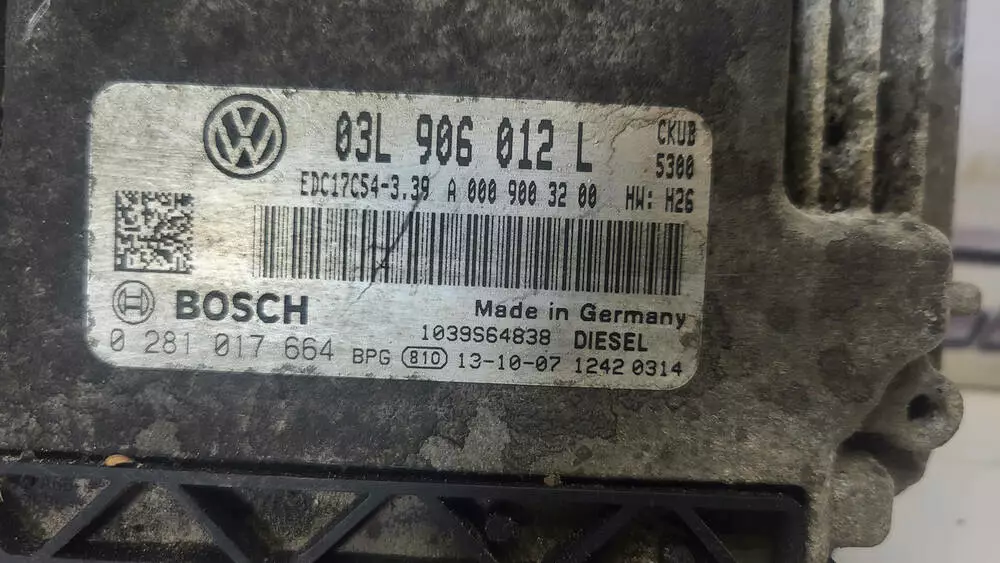 03L 906 012 L CKUB
5300
EDC17C54-3.39 A 000 900 32 00 HW: H26
BOSCH Made in Germany
1039S64838 DIESEL
0 281 017 664 BPG 810 13-10-07 1242 0314